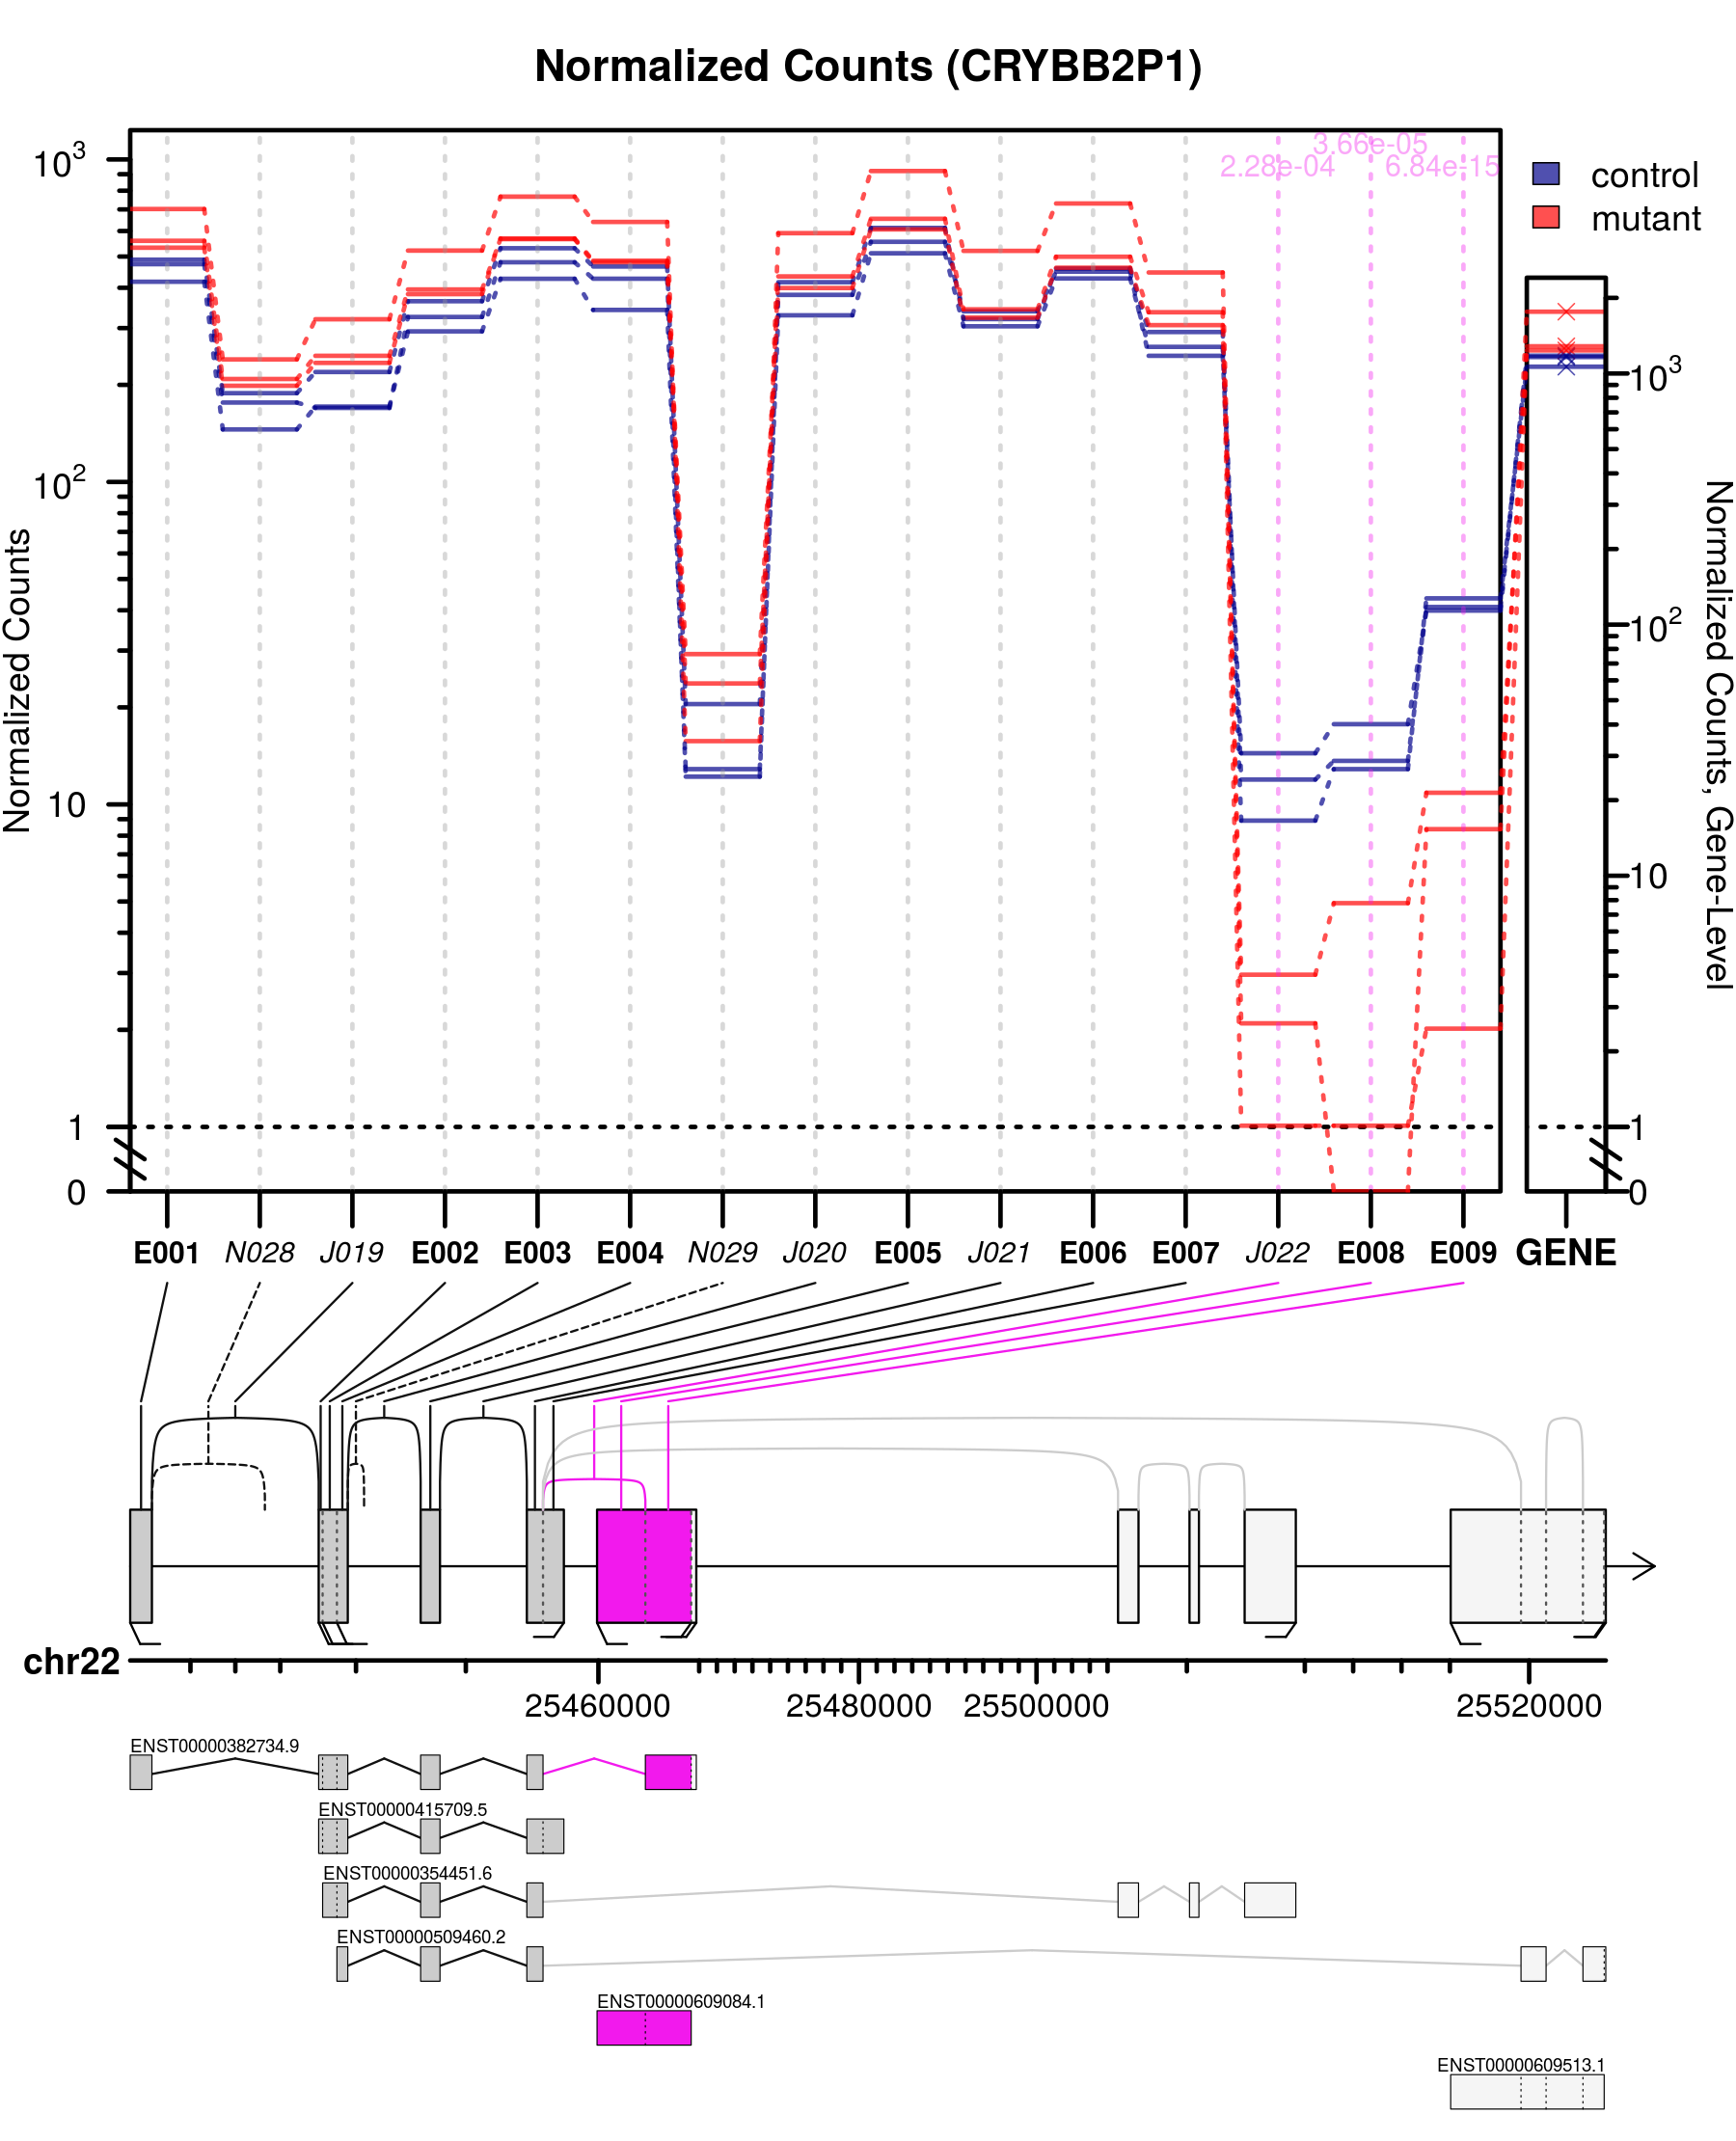 Normalized Counts (CRYBB2P1)
3.66e-05
2.28e-04 6.84e-15
control
mutant
10³
10²
10
1
0
Normalized Counts
10³
10²
10
1
0
Normalized Counts, Gene-Level
E001 N028 J019 E002 E003 E004 N029 J020 E005 J021 E006 E007 J022 E008 E009 GENE
chr22
25460000 25480000 25500000 25520000
ENST00000382734.9
ENST00000415709.5
ENST00000354451.6
ENST00000509460.2
ENST00000609084.1
ENST00000609513.1